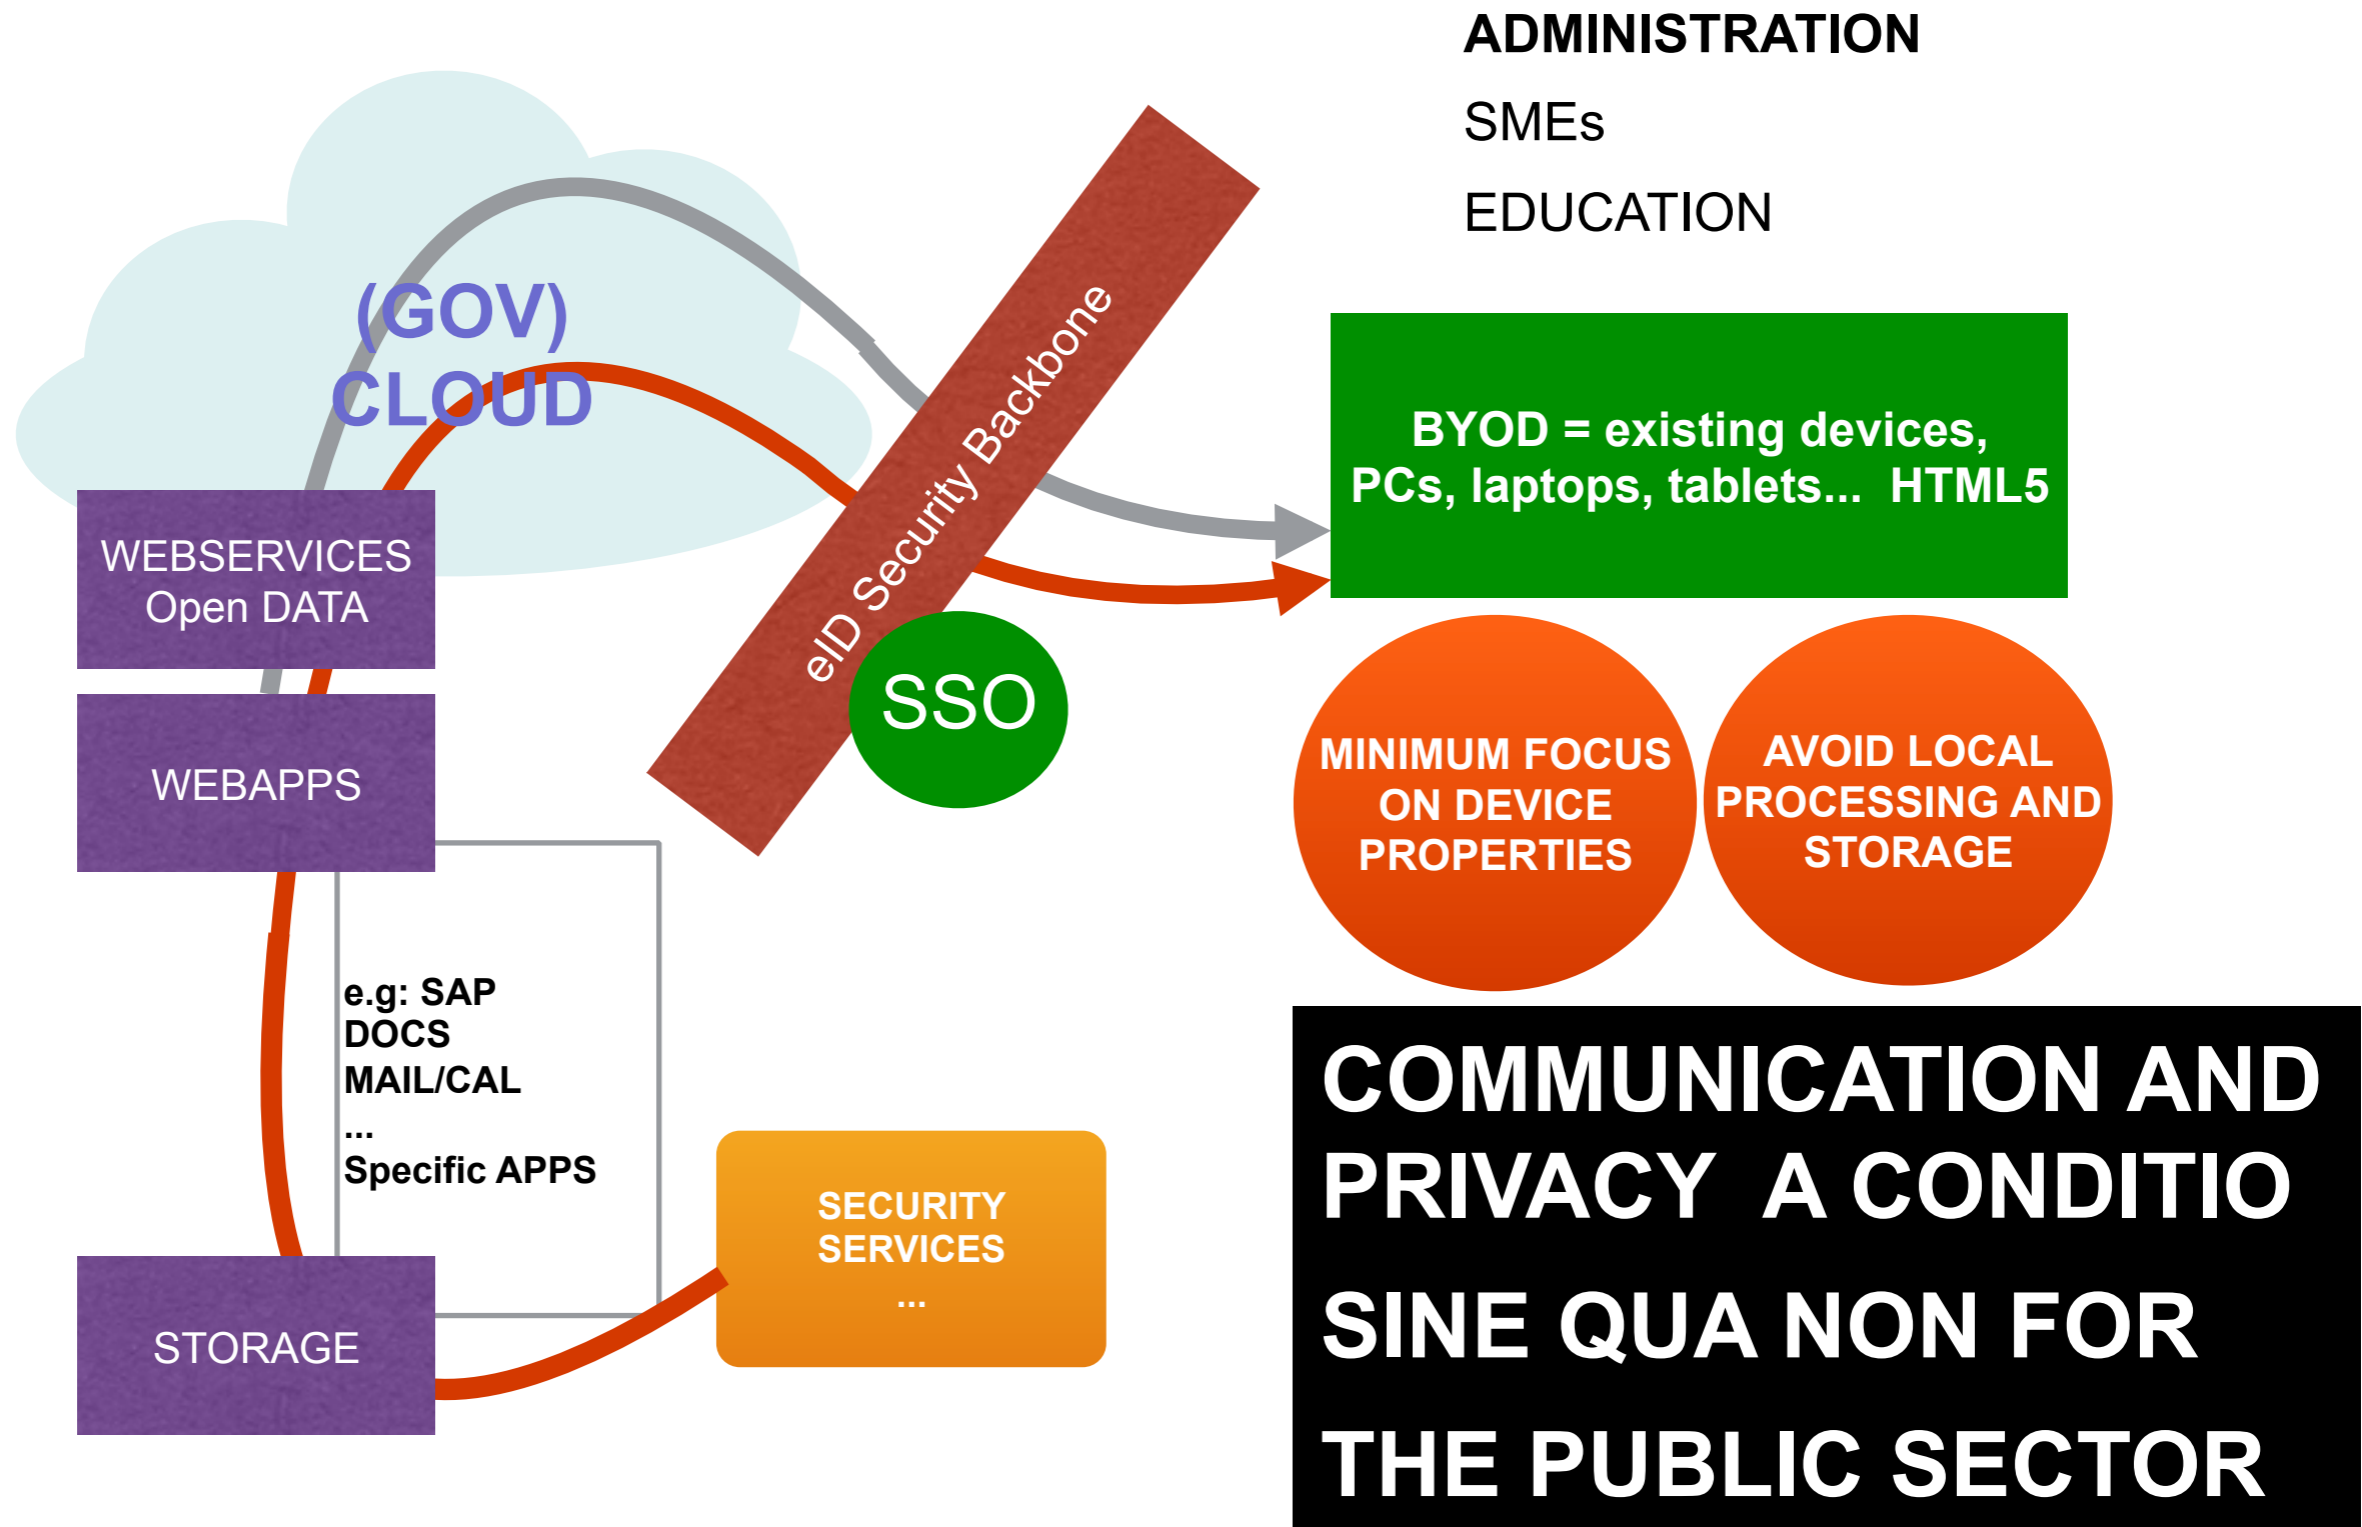 ADMINISTRATION
SMEs
EDUCATION
(GOV)
CLOUD
eID Security Backbone
BYOD = existing devices,
PCs, laptops, tablets... HTML5
WEBSERVICES
Open DATA
SSO
WEBAPPS
MINIMUM FOCUS
ON DEVICE
PROPERTIES
AVOID LOCAL
PROCESSING AND
STORAGE
e.g: SAP
DOCS
MAIL/CAL
...
Specific APPS
SECURITY
SERVICES
...
STORAGE
COMMUNICATION AND
PRIVACY A CONDITIO
SINE QUA NON FOR
THE PUBLIC SECTOR